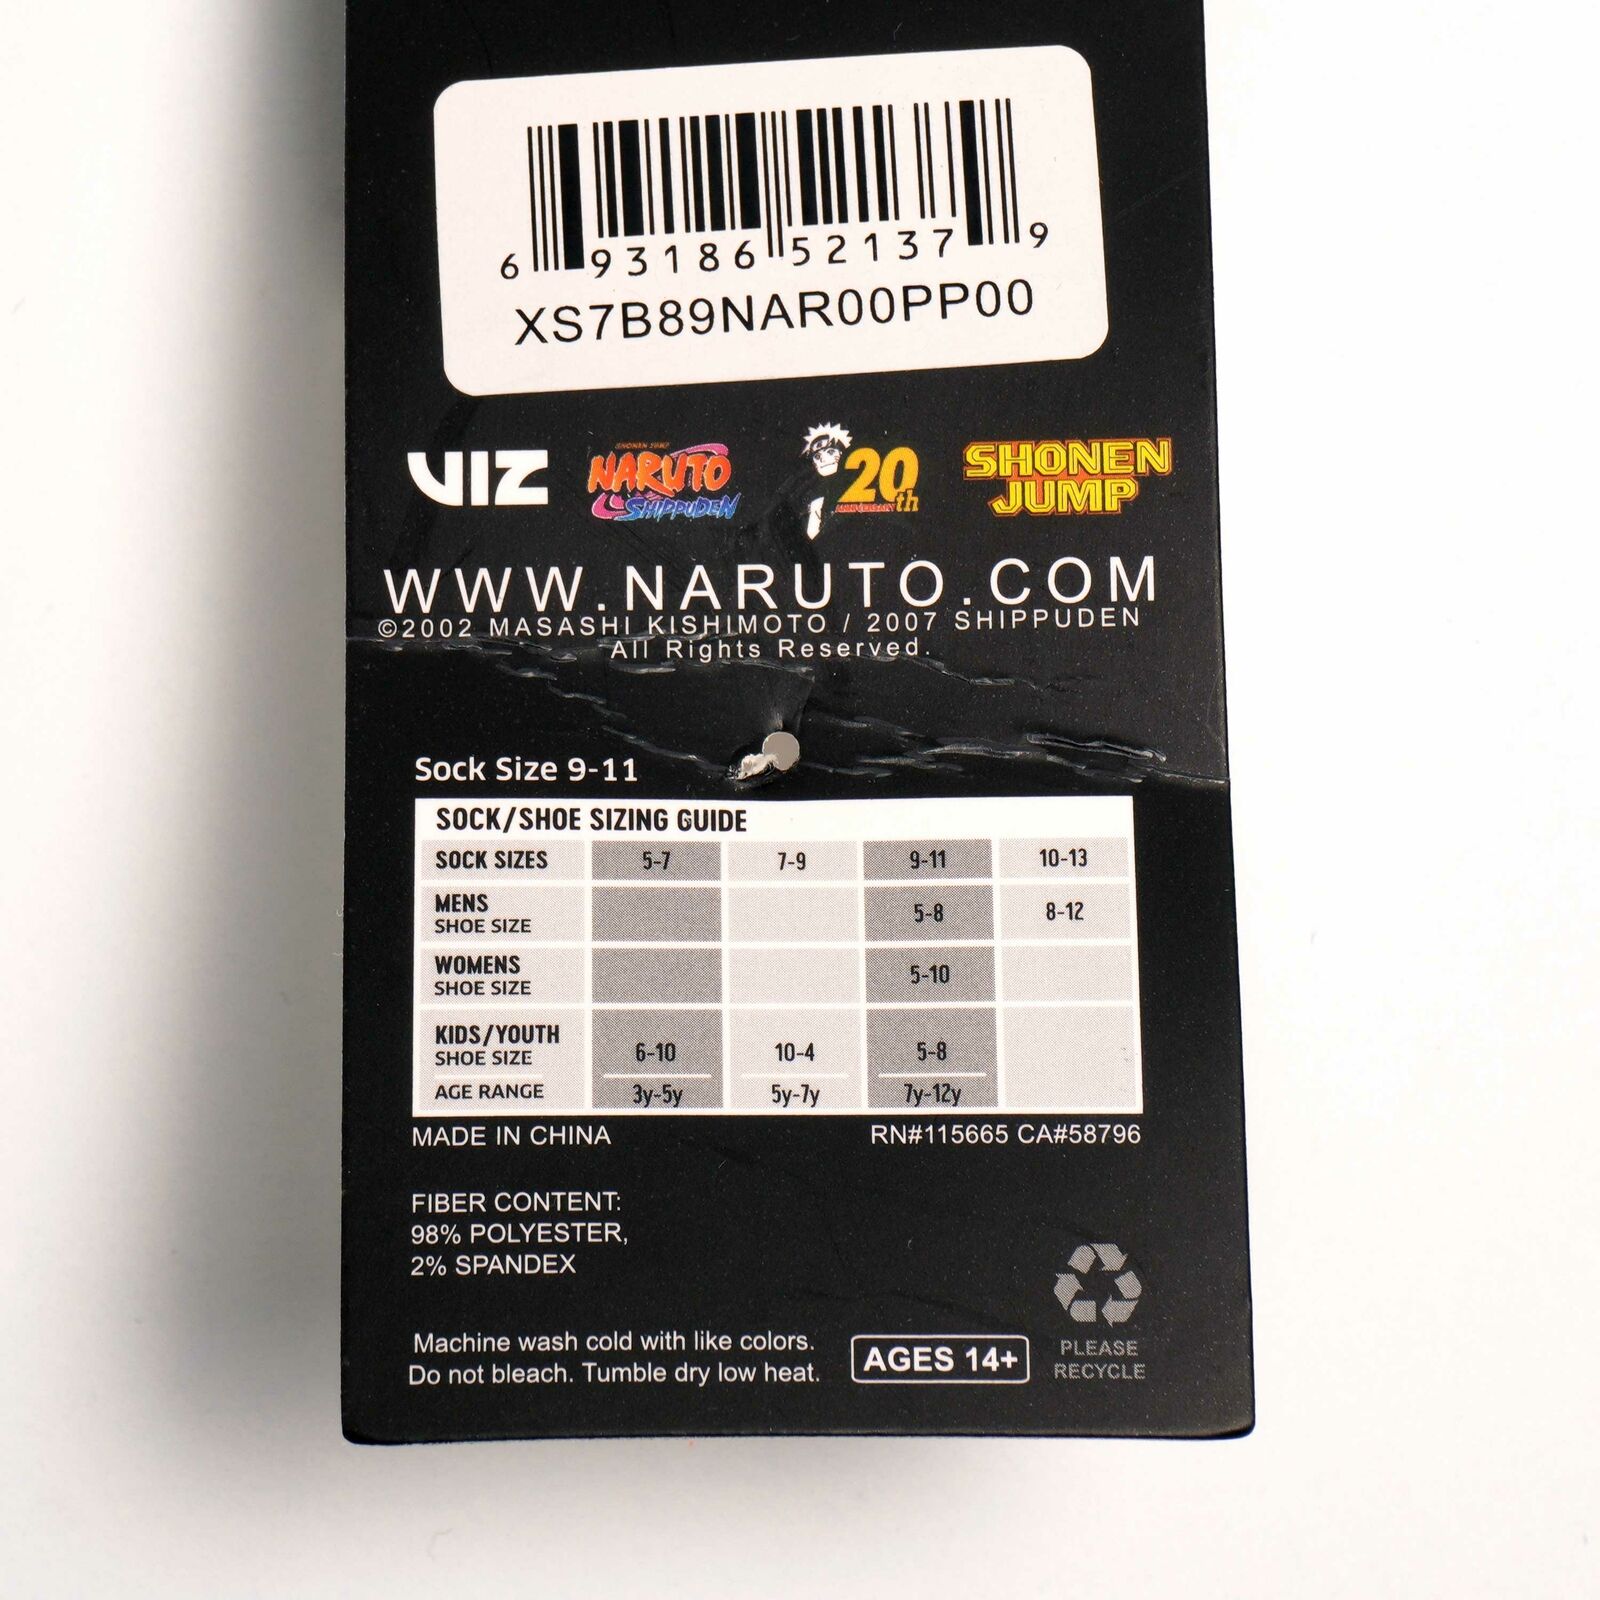 6 93186 52137 9
XS7B89NAR00PP00
VIZ
SHONEN JUMP
NARUTO
SHIPPUDEN
20th
ANNIVERSARY
SHONEN
JUMP
WWW.NARUTO.COM
©2002 MASASHI KISHIMOTO / 2007 SHIPPUDEN
All Rights Reserved.
Sock Size 9-11
SOCK/SHOE SIZING GUIDE
SOCK SIZES 5-7 7-9 9-11 10-13
MENS
SHOE SIZE 5-8 8-12
WOMENS
SHOE SIZE 5-10
KIDS/YOUTH
SHOE SIZE 6-10 10-4 5-8
AGE RANGE 3y-5y 5y-7y 7y-12y
MADE IN CHINA RN#115665 CA#58796
FIBER CONTENT:
98% POLYESTER,
2% SPANDEX
Machine wash cold with like colors.
Do not bleach. Tumble dry low heat.
AGES 14+
PLEASE
RECYCLE